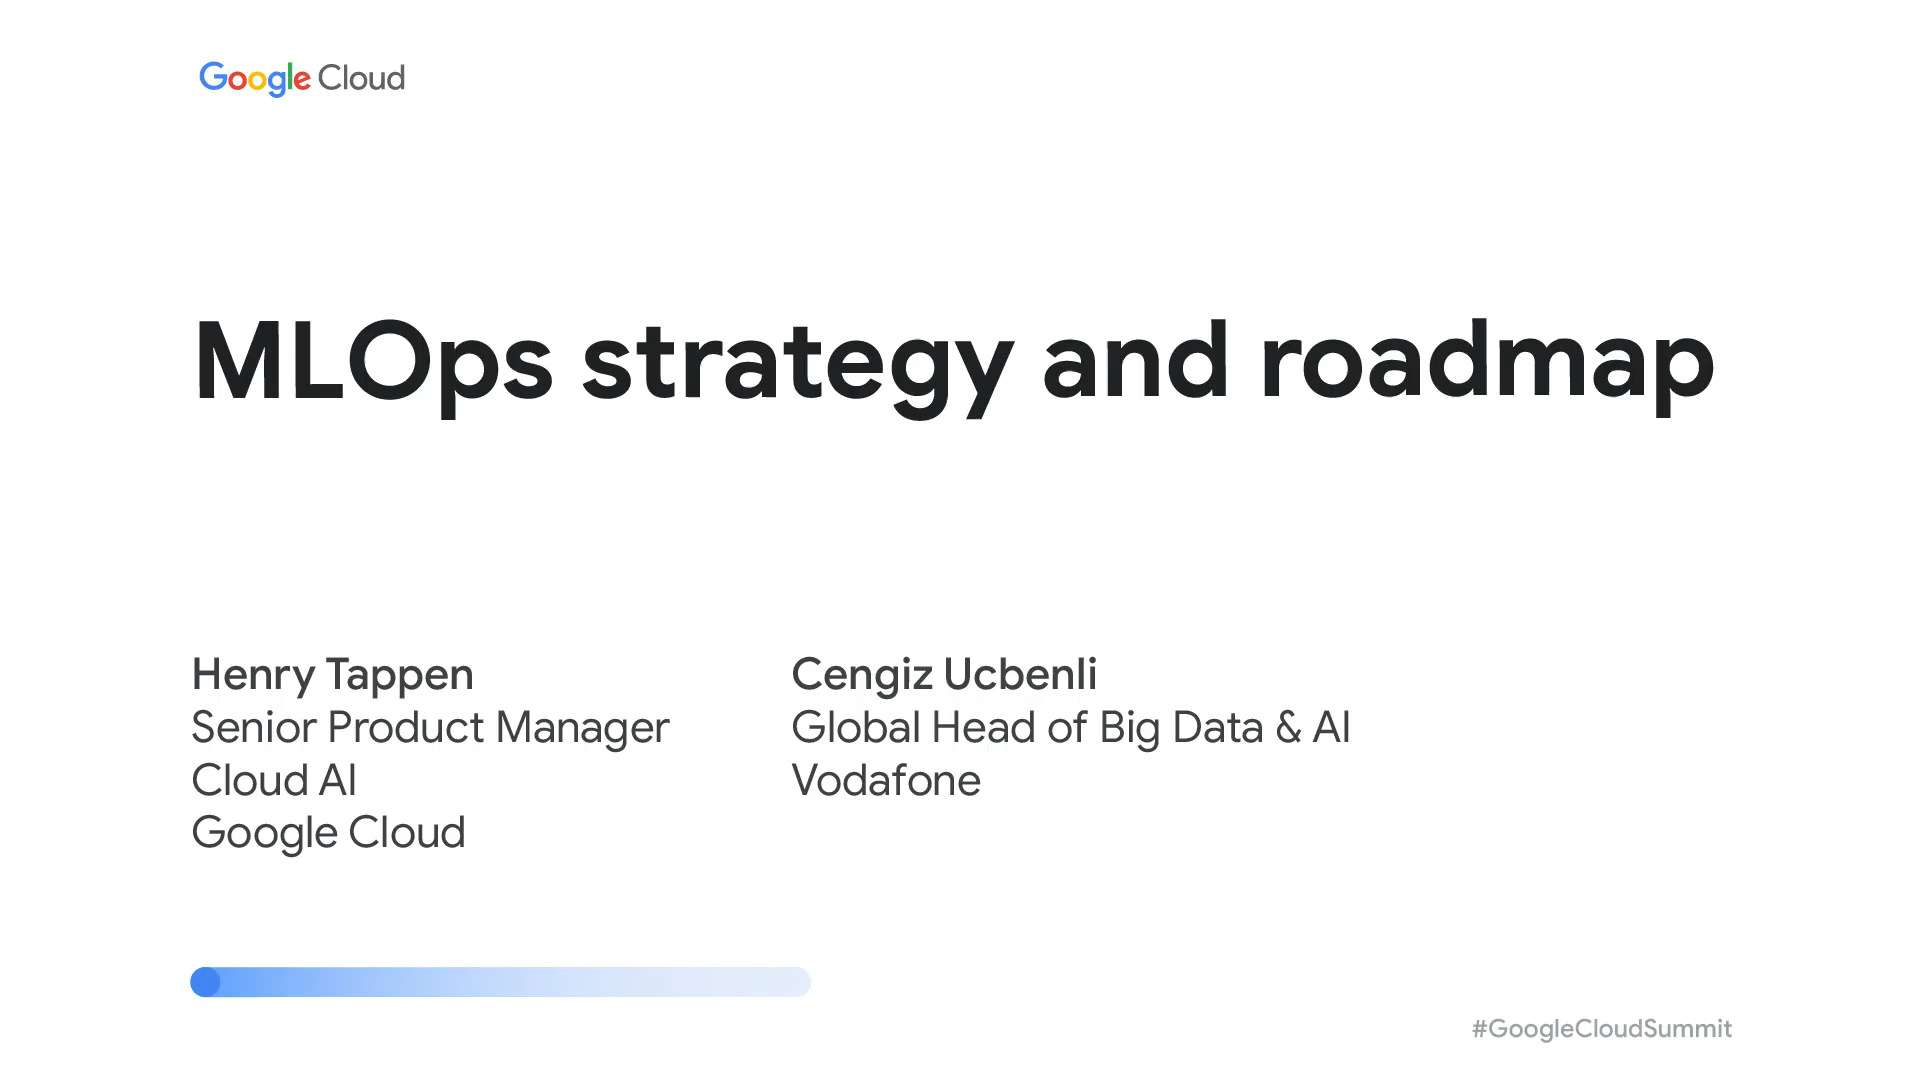 Google Cloud
MLOps strategy and roadmap
Henry Tappen
Senior Product Manager
Cloud AI
Google Cloud
Cengiz Ucbenli
Global Head of Big Data & AI
Vodafone
#GoogleCloudSummit